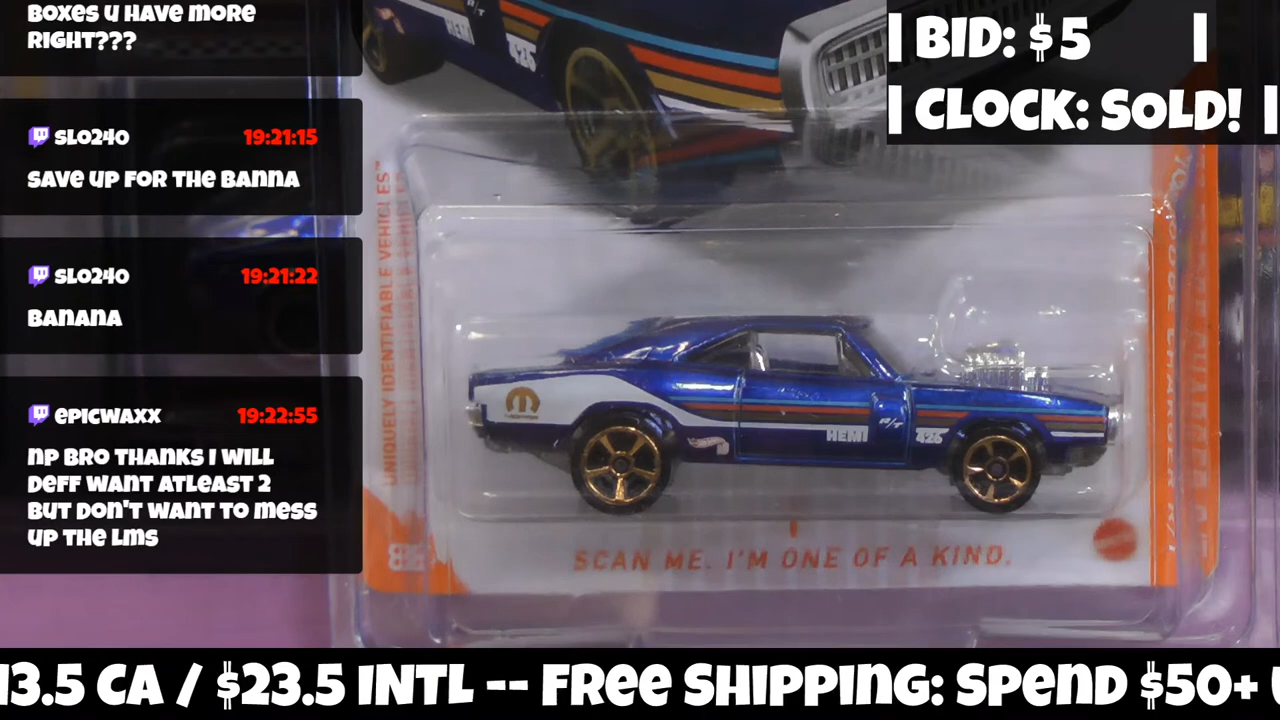 BOXES U HAVE MORE
RIGHT???
SLO240 19:21:15
SAVE UP FOR THE BANNA
SLO240 19:21:22
BANANA
EPICWAXX 19:22:55
NP BRO THANKS I WILL
DEFF WANT ATLEAST 2
BUT DON'T WANT TO MESS
UP THE LMS
| BID: $5 |
| CLOCK: SOLD! |
R/T
HEMI
426
UNIQUELY IDENTIFIABLE VEHICLES™
HEMI
R/T
426
SCAN ME. I'M ONE OF A KIND.
13.5 CA / $23.5 INTL -- FREE SHIPPING: SPEND $50+